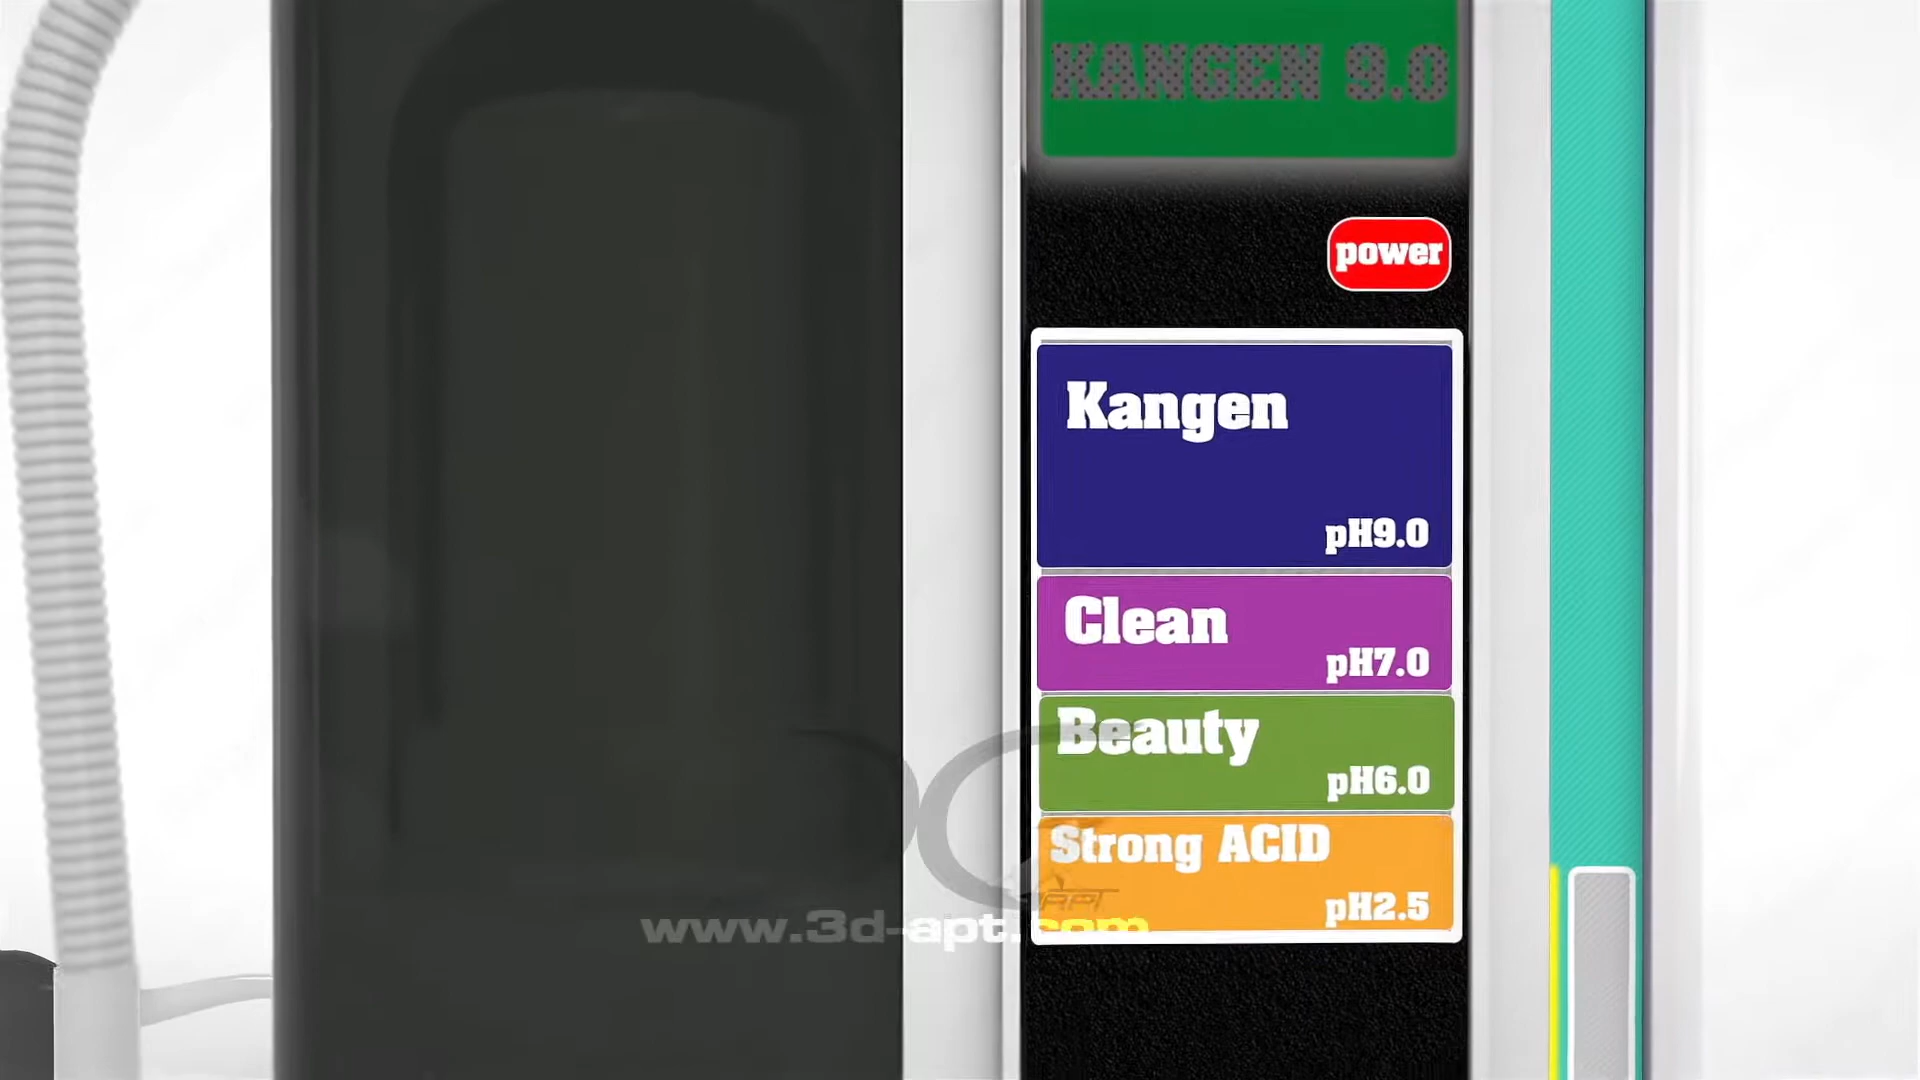 KANGEN 9.0
power
Kangen
pH9.0
Clean
pH7.0
Beauty
pH6.0
Strong ACID
APT
pH2.5
www.3d-apt.com